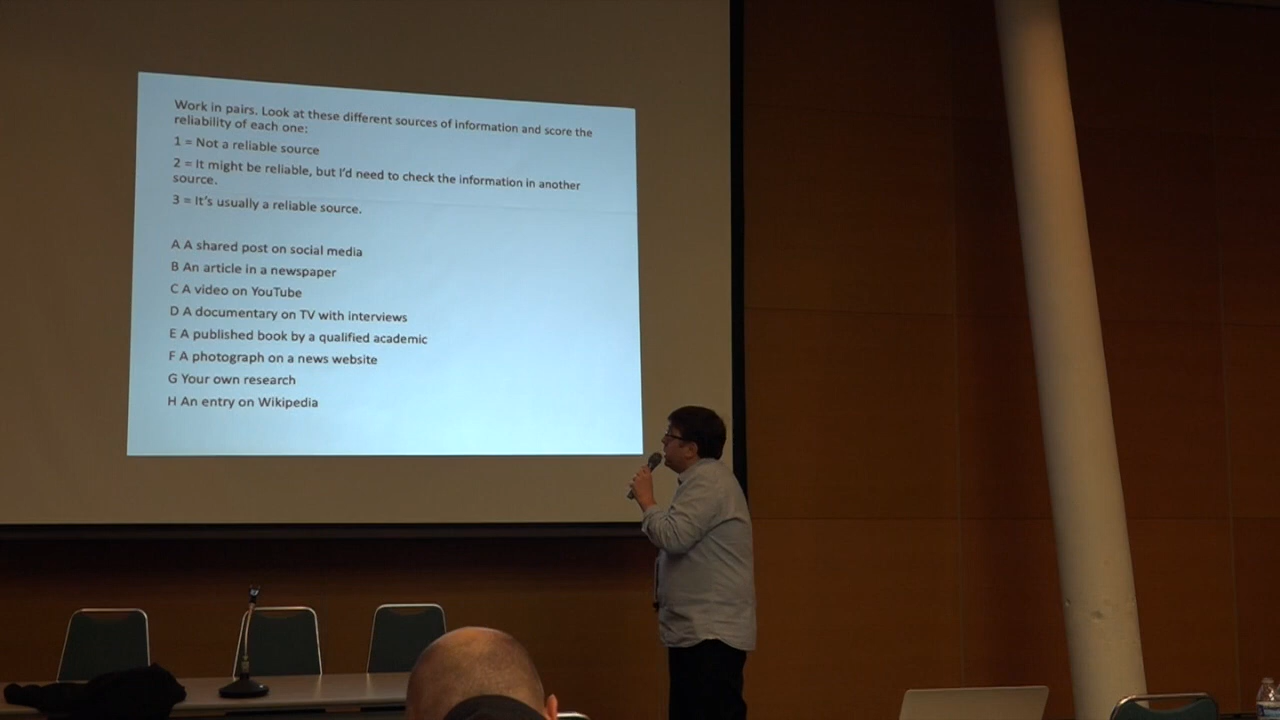 Work in pairs. Look at these different sources of information and score the
reliability of each one:
1 = Not a reliable source
2 = It might be reliable, but I'd need to check the information in another
source.
3 = It's usually a reliable source.
A A shared post on social media
B An article in a newspaper
C A video on YouTube
D A documentary on TV with interviews
E A published book by a qualified academic
F A photograph on a news website
G Your own research
H An entry on Wikipedia